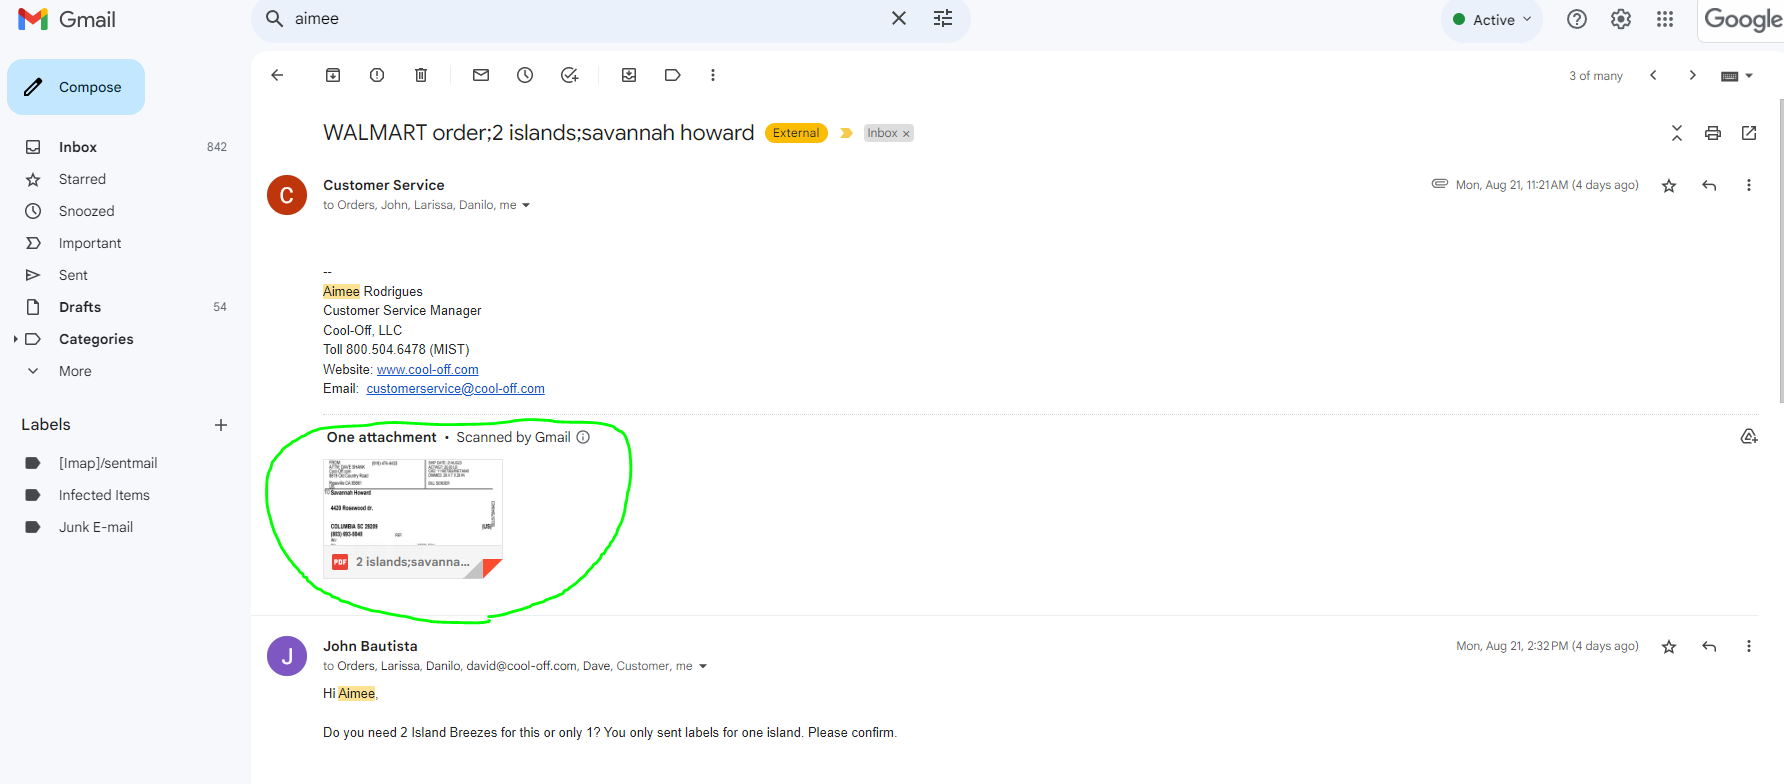 Gmail
aimee
Active
Google
Compose
3 of many
WALMART order;2 islands;savannah howard External Inbox ×
Inbox 842
Starred
Snoozed
Important
Sent
Drafts 54
Categories
More
Labels
[Imap]/sentmail
Infected Items
Junk E-mail
C
Customer Service
Mon, Aug 21, 11:21 AM (4 days ago)
to Orders, John, Larissa, Danilo, me
--
Aimee Rodrigues
Customer Service Manager
Cool-Off, LLC
Toll 800.504.6478 (MIST)
Website: www.cool-off.com
Email: customerservice@cool-off.com
One attachment • Scanned by Gmail
Savannah Howard
4420 Rosewood dr.
COLUMBIA SC 29209
(US)
PDF 2 islands;savanna...
J
John Bautista
Mon, Aug 21, 2:32 PM (4 days ago)
to Orders, Larissa, Danilo, david@cool-off.com, Dave, Customer, me
Hi Aimee,
Do you need 2 Island Breezes for this or only 1? You only sent labels for one island. Please confirm.